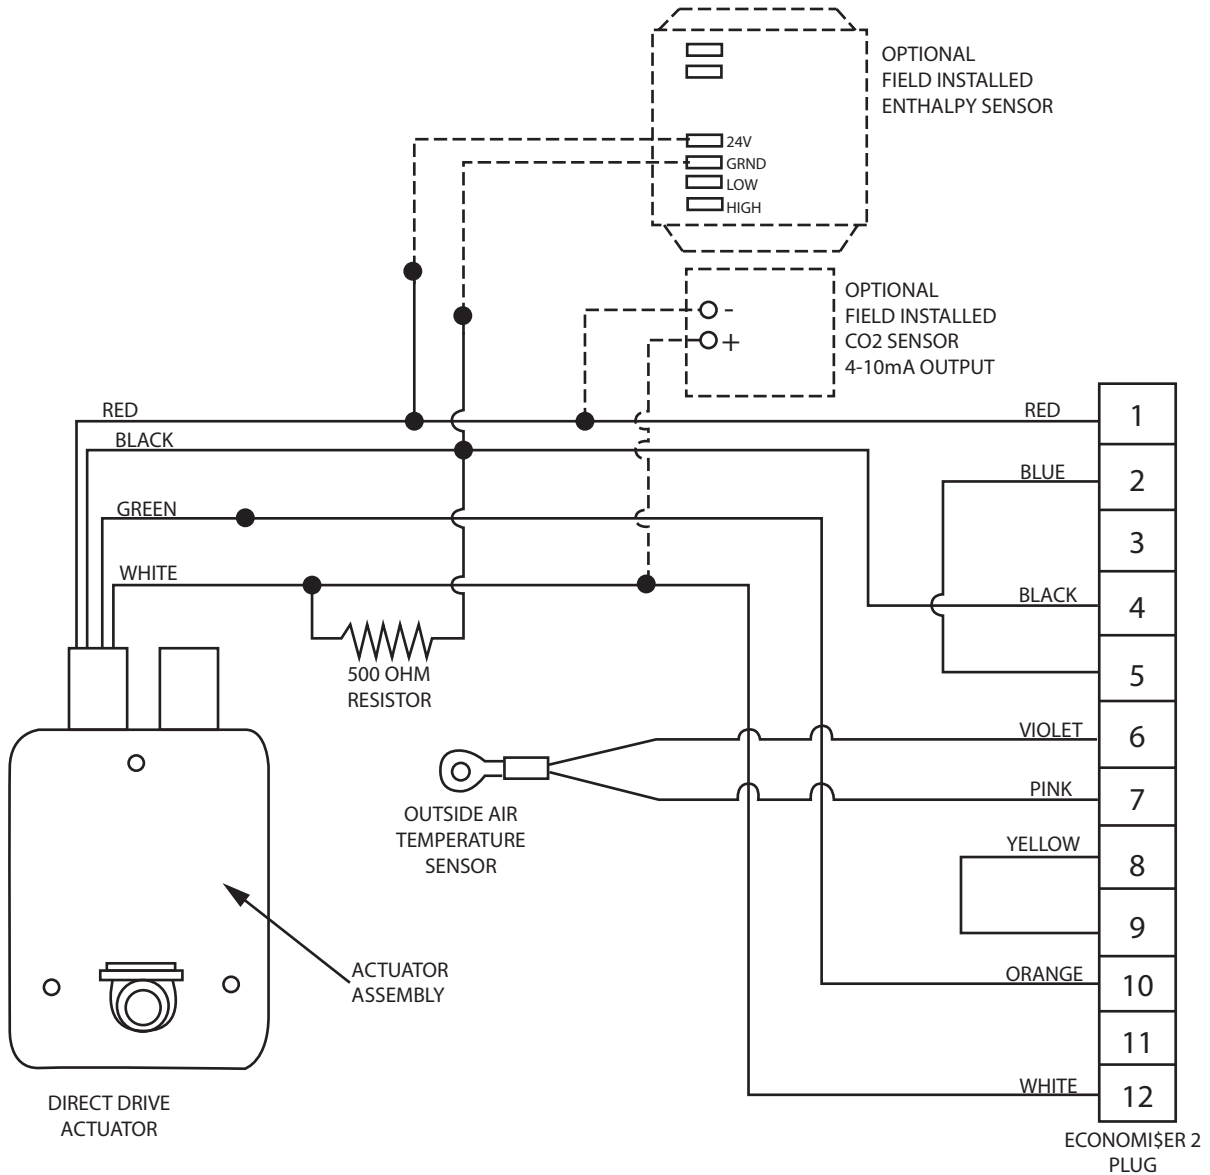 OPTIONAL
FIELD INSTALLED
ENTHALPY SENSOR
24V
GRND
LOW
HIGH
OPTIONAL
FIELD INSTALLED
CO2 SENSOR
4-10mA OUTPUT
-
+
RED
BLACK
GREEN
WHITE
500 OHM
RESISTOR
RED
BLUE
BLACK
VIOLET
PINK
YELLOW
ORANGE
WHITE
1
2
3
4
5
6
7
8
9
10
11
12
OUTSIDE AIR
TEMPERATURE
SENSOR
ACTUATOR
ASSEMBLY
DIRECT DRIVE
ACTUATOR
ECONOMI$ER 2
PLUG